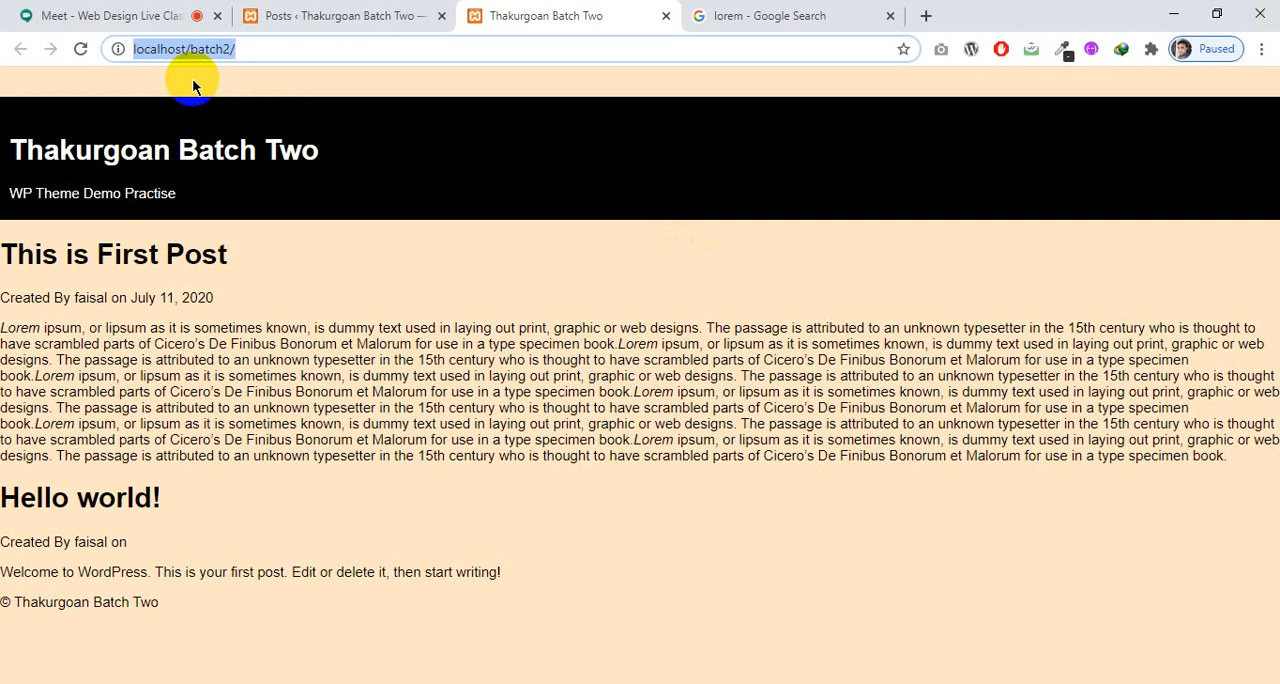 Meet - Web Design Live Clas
Posts ‹ Thakurgoan Batch Two —
Thakurgoan Batch Two
lorem - Google Search
localhost/batch2/
Paused
Thakurgoan Batch Two
WP Theme Demo Practise
This is First Post
Created By faisal on July 11, 2020
Lorem ipsum, or lipsum as it is sometimes known, is dummy text used in laying out print, graphic or web designs. The passage is attributed to an unknown typesetter in the 15th century who is thought to
have scrambled parts of Cicero’s De Finibus Bonorum et Malorum for use in a type specimen book.Lorem ipsum, or lipsum as it is sometimes known, is dummy text used in laying out print, graphic or web
designs. The passage is attributed to an unknown typesetter in the 15th century who is thought to have scrambled parts of Cicero’s De Finibus Bonorum et Malorum for use in a type specimen
book.Lorem ipsum, or lipsum as it is sometimes known, is dummy text used in laying out print, graphic or web designs. The passage is attributed to an unknown typesetter in the 15th century who is thought
to have scrambled parts of Cicero’s De Finibus Bonorum et Malorum for use in a type specimen book.Lorem ipsum, or lipsum as it is sometimes known, is dummy text used in laying out print, graphic or web
designs. The passage is attributed to an unknown typesetter in the 15th century who is thought to have scrambled parts of Cicero’s De Finibus Bonorum et Malorum for use in a type specimen
book.Lorem ipsum, or lipsum as it is sometimes known, is dummy text used in laying out print, graphic or web designs. The passage is attributed to an unknown typesetter in the 15th century who is thought
to have scrambled parts of Cicero’s De Finibus Bonorum et Malorum for use in a type specimen book.Lorem ipsum, or lipsum as it is sometimes known, is dummy text used in laying out print, graphic or web
designs. The passage is attributed to an unknown typesetter in the 15th century who is thought to have scrambled parts of Cicero’s De Finibus Bonorum et Malorum for use in a type specimen book.
Hello world!
Created By faisal on
Welcome to WordPress. This is your first post. Edit or delete it, then start writing!
© Thakurgoan Batch Two